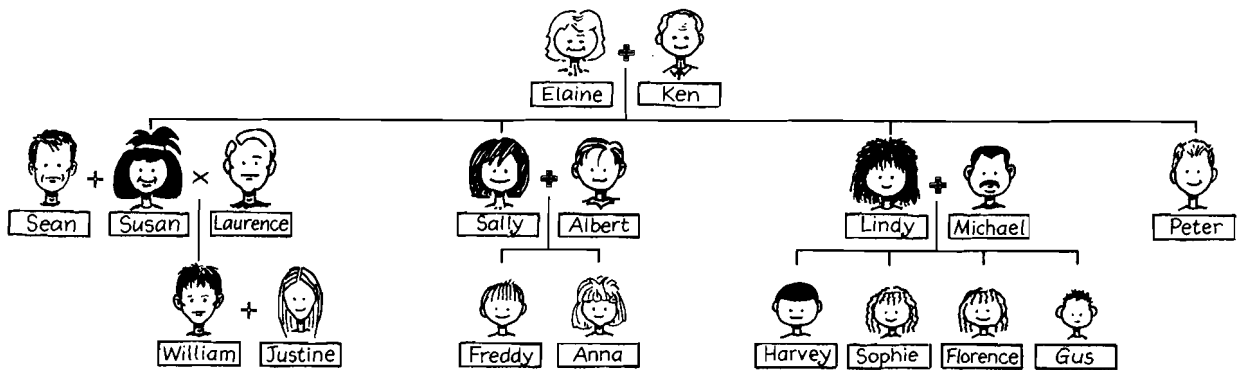 Elaine Ken
Sean Susan Laurence Sally Albert Lindy Michael Peter
William Justine Freddy Anna Harvey Sophie Florence Gus